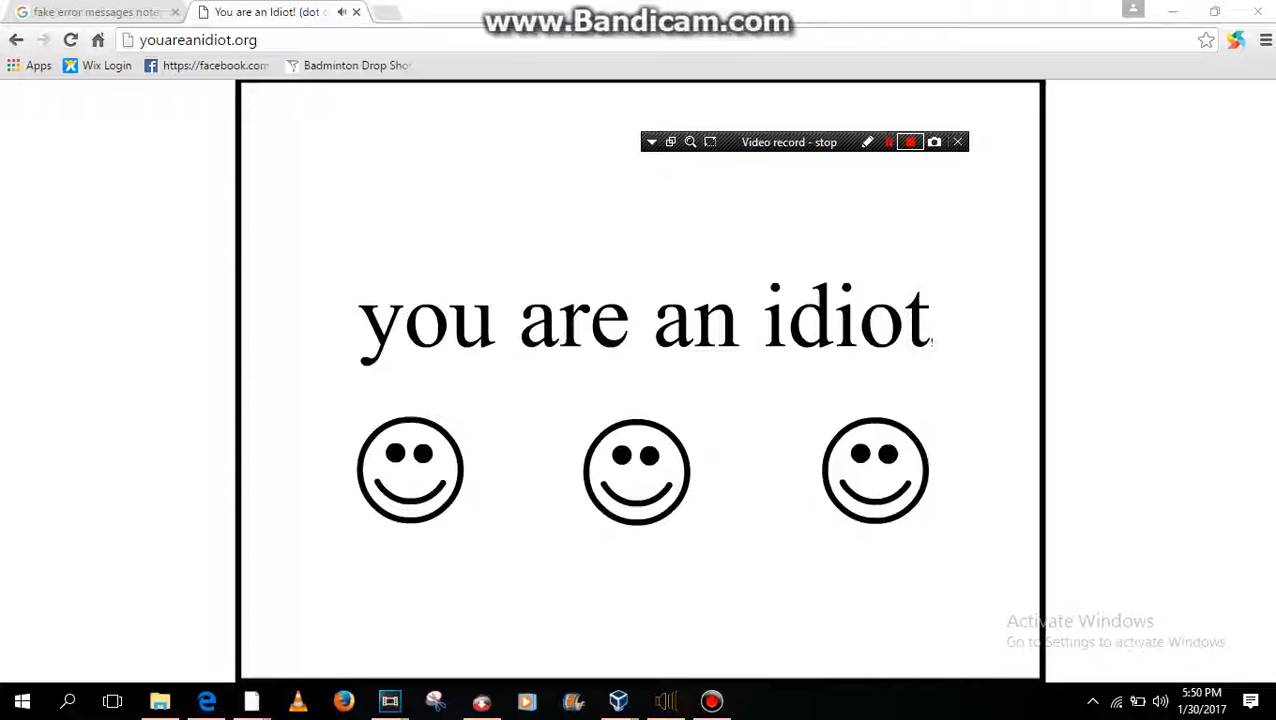 www.Bandicam.com
fake error messages note
You are an Idiot! (dot c
youareanidiot.org
Apps
Wix Login
https://facebook.com
Badminton Drop Sho
Video record - stop
you are an idiot!
Activate Windows
Go to Settings to activate Windows.
5:50 PM
1/30/2017